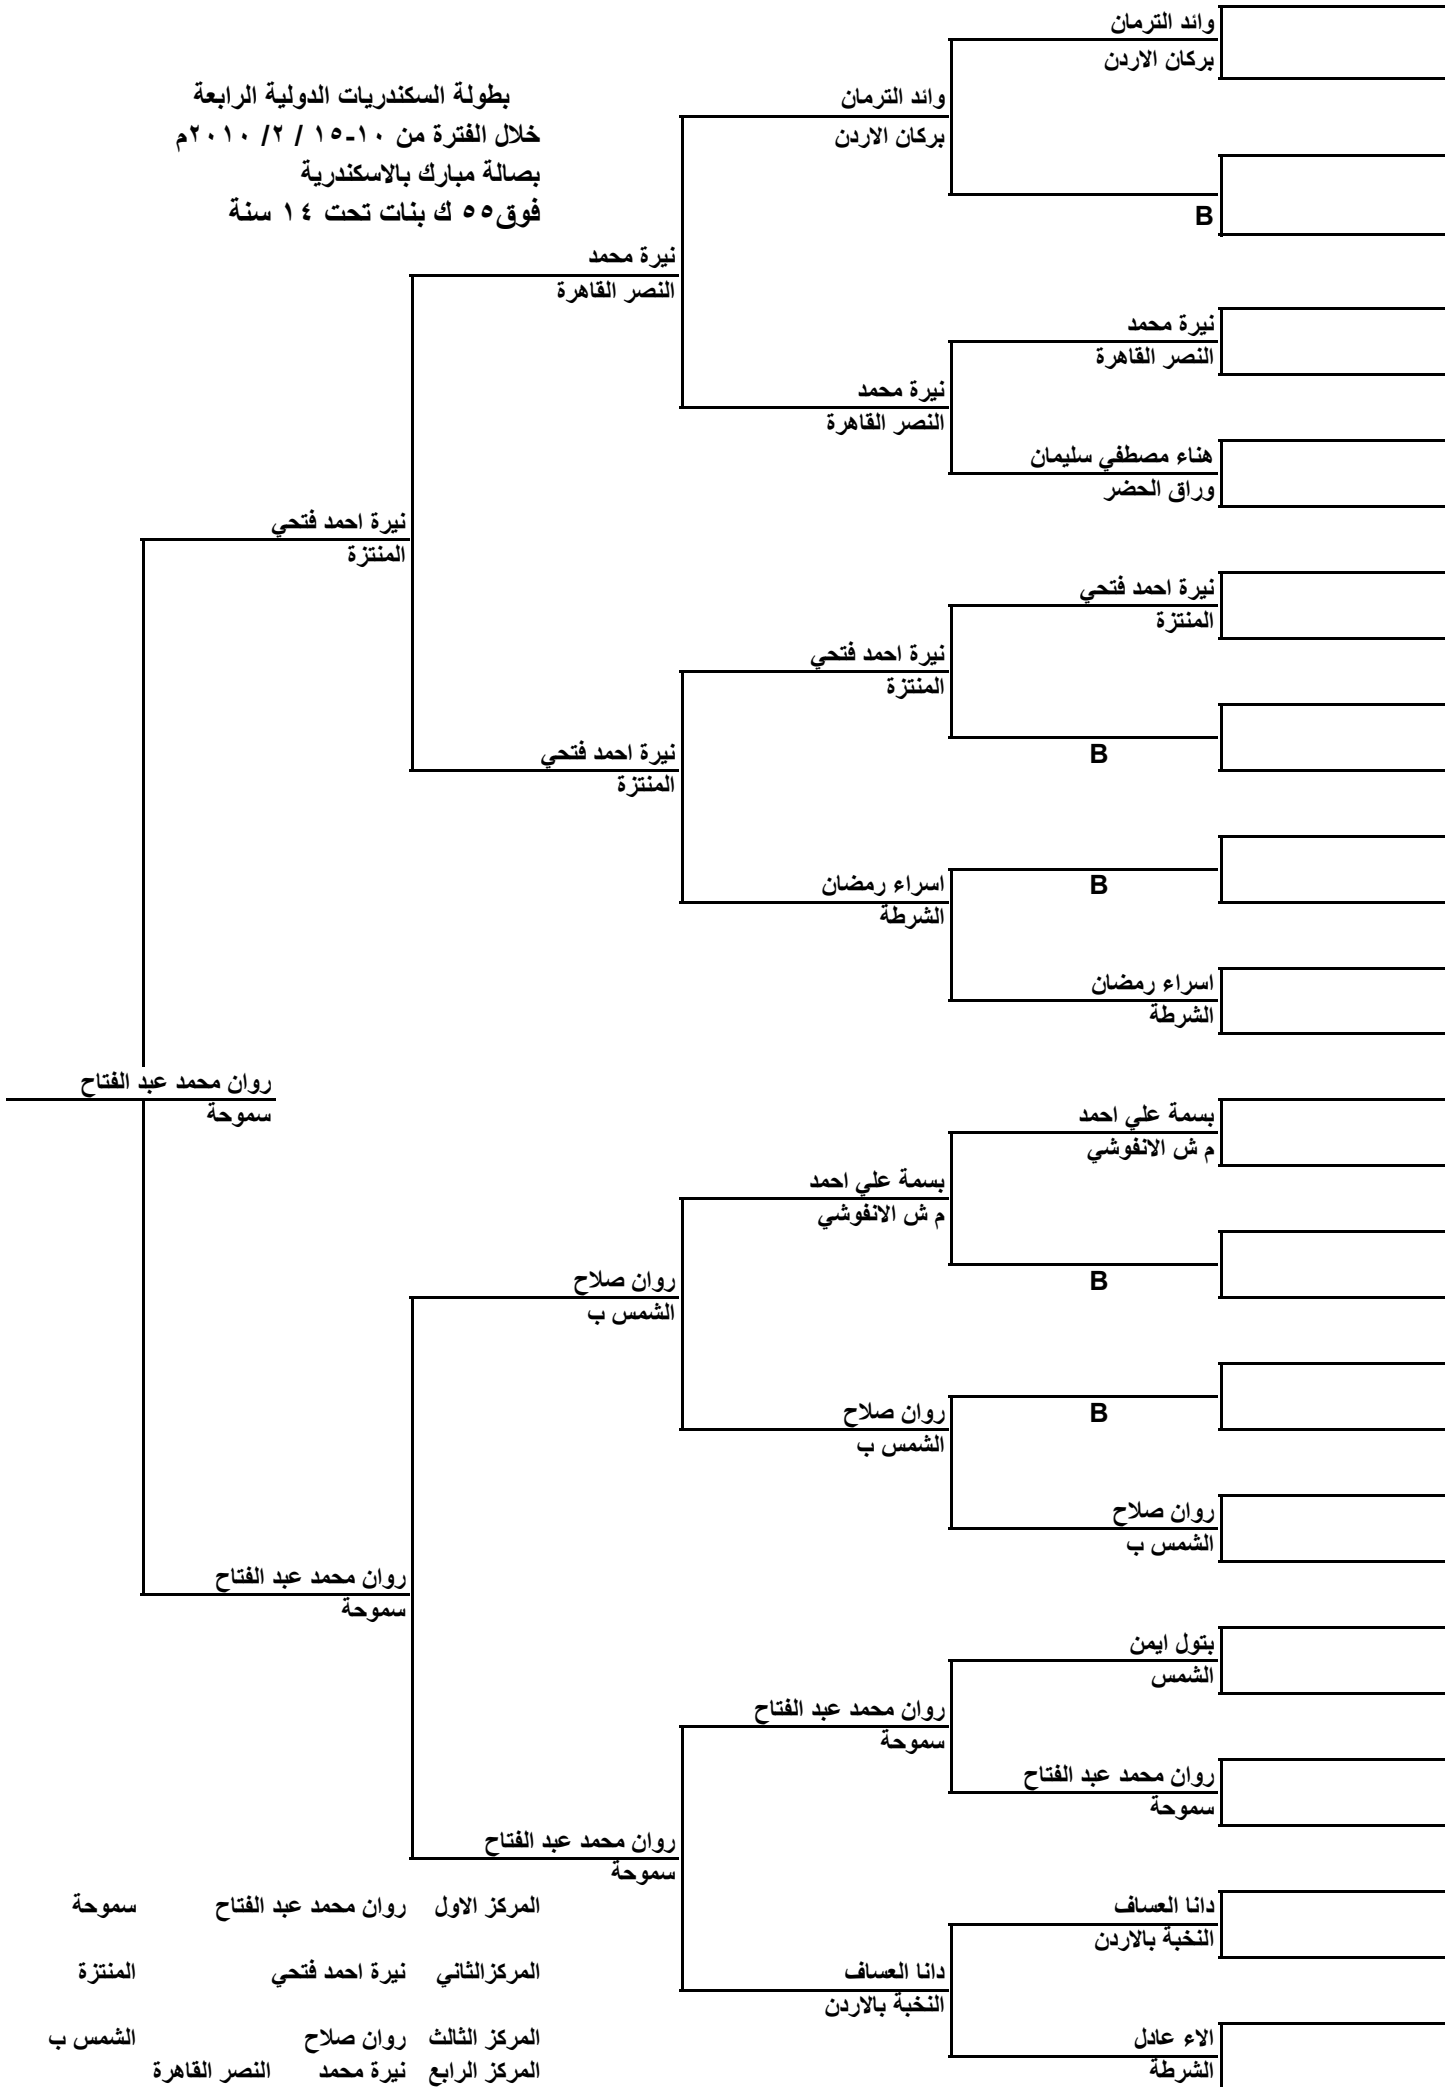 بطولة السكندريات الدولية الرابعة
خلال الفترة من ١٠-١٥ / ٢/ ٢٠١٠م
بصالة مبارك بالاسكندرية
فوق٥٥ ك بنات تحت ١٤ سنة
وائد الترمان
بركان الاردن
B
نيرة محمد
النصر القاهرة
هناء مصطفي سليمان
وراق الحضر
نيرة احمد فتحي
المنتزة
B
B
اسراء رمضان
الشرطة
بسمة علي احمد
م ش الانفوشي
B
B
روان صلاح
الشمس ب
بتول ايمن
الشمس
روان محمد عبد الفتاح
سموحة
دانا العساف
النخبة بالاردن
الاء عادل
الشرطة
وائد الترمان
بركان الاردن
نيرة محمد
النصر القاهرة
نيرة احمد فتحي
المنتزة
اسراء رمضان
الشرطة
بسمة علي احمد
م ش الانفوشي
روان صلاح
الشمس ب
روان محمد عبد الفتاح
سموحة
دانا العساف
النخبة بالاردن
نيرة محمد
النصر القاهرة
نيرة احمد فتحي
المنتزة
روان صلاح
الشمس ب
روان محمد عبد الفتاح
سموحة
نيرة احمد فتحي
المنتزة
روان محمد عبد الفتاح
سموحة
روان محمد عبد الفتاح
سموحة
المركز الاول روان محمد عبد الفتاح سموحة
المركزالثاني نيرة احمد فتحي المنتزة
المركز الثالث روان صلاح الشمس ب
المركز الرابع نيرة محمد النصر القاهرة